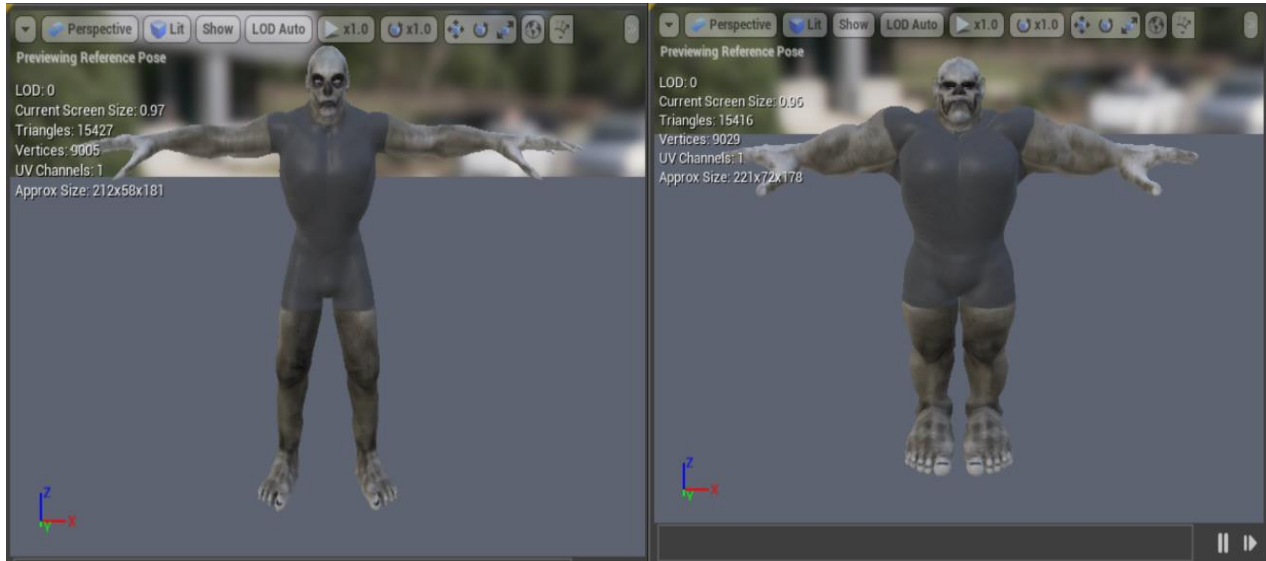 Perspective Lit Show LOD Auto x1.0 x1.0
Previewing Reference Pose
LOD: 0
Current Screen Size: 0.97
Triangles: 15427
Vertices: 9005
UV Channels: 1
Approx Size: 212x58x181
Z
X
Y
Perspective Lit Show LOD Auto x1.0 x1.0
Previewing Reference Pose
LOD: 0
Current Screen Size: 0.96
Triangles: 15416
Vertices: 9029
UV Channels: 1
Approx Size: 221x72x178
Z
X
Y